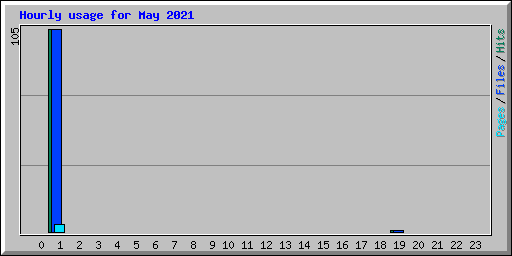 Hourly usage for May 2021
105
Pages/Files/Hits
0 1 2 3 4 5 6 7 8 9 10 11 12 13 14 15 16 17 18 19 20 21 22 23